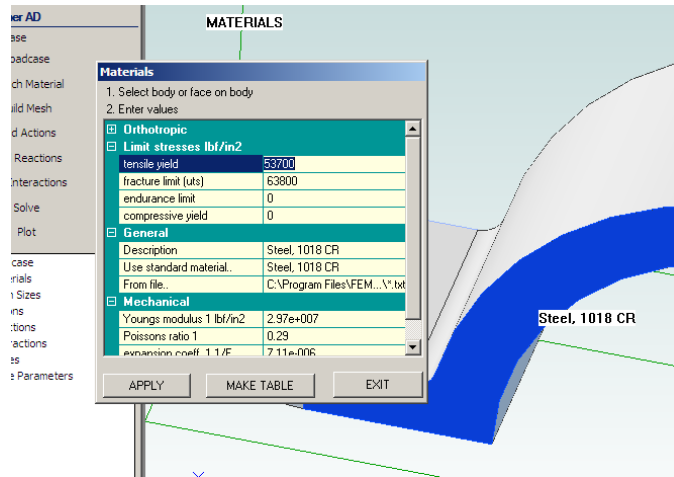 er AD
MATERIALS
ase
oadcase
ch Material
ild Mesh
d Actions
Reactions
Interactions
Solve
Plot
case
rials
n Sizes
ons
ctions
ractions
es
e Parameters
Materials
1. Select body or face on body
2. Enter values
Orthotropic
Limit stresses lbf/in2
tensile yield 53700
fracture limit (uts) 63800
endurance limit 0
compressive yield 0
General
Description Steel, 1018 CR
Use standard material.. Steel, 1018 CR
From file.. C:\Program Files\FEM...\*.txt
Mechanical
Youngs modulus 1 lbf/in2 2.97e+007
Poissons ratio 1 0.29
expansion coeff. 1 1/F 7.11e-006
APPLY MAKE TABLE EXIT
Steel, 1018 CR